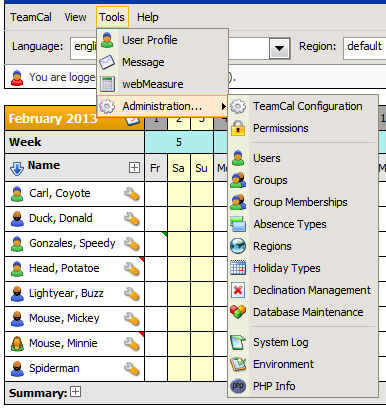 TeamCal View Tools Help
Language: engli Region: default
User Profile
Message
You are logge ).
webMeasure
Administration...
TeamCal Configuration
Permissions
Users
Groups
Group Memberships
Absence Types
Regions
Holiday Types
Declination Management
Database Maintenance
System Log
Environment
PHP Info
February 2013 1 2 3
Week 5
Name Fr Sa Su Mo
Carl, Coyote
Duck, Donald
Gonzales, Speedy
Head, Potatoe
Lightyear, Buzz
Mouse, Mickey
Mouse, Minnie
Spiderman
Summary: